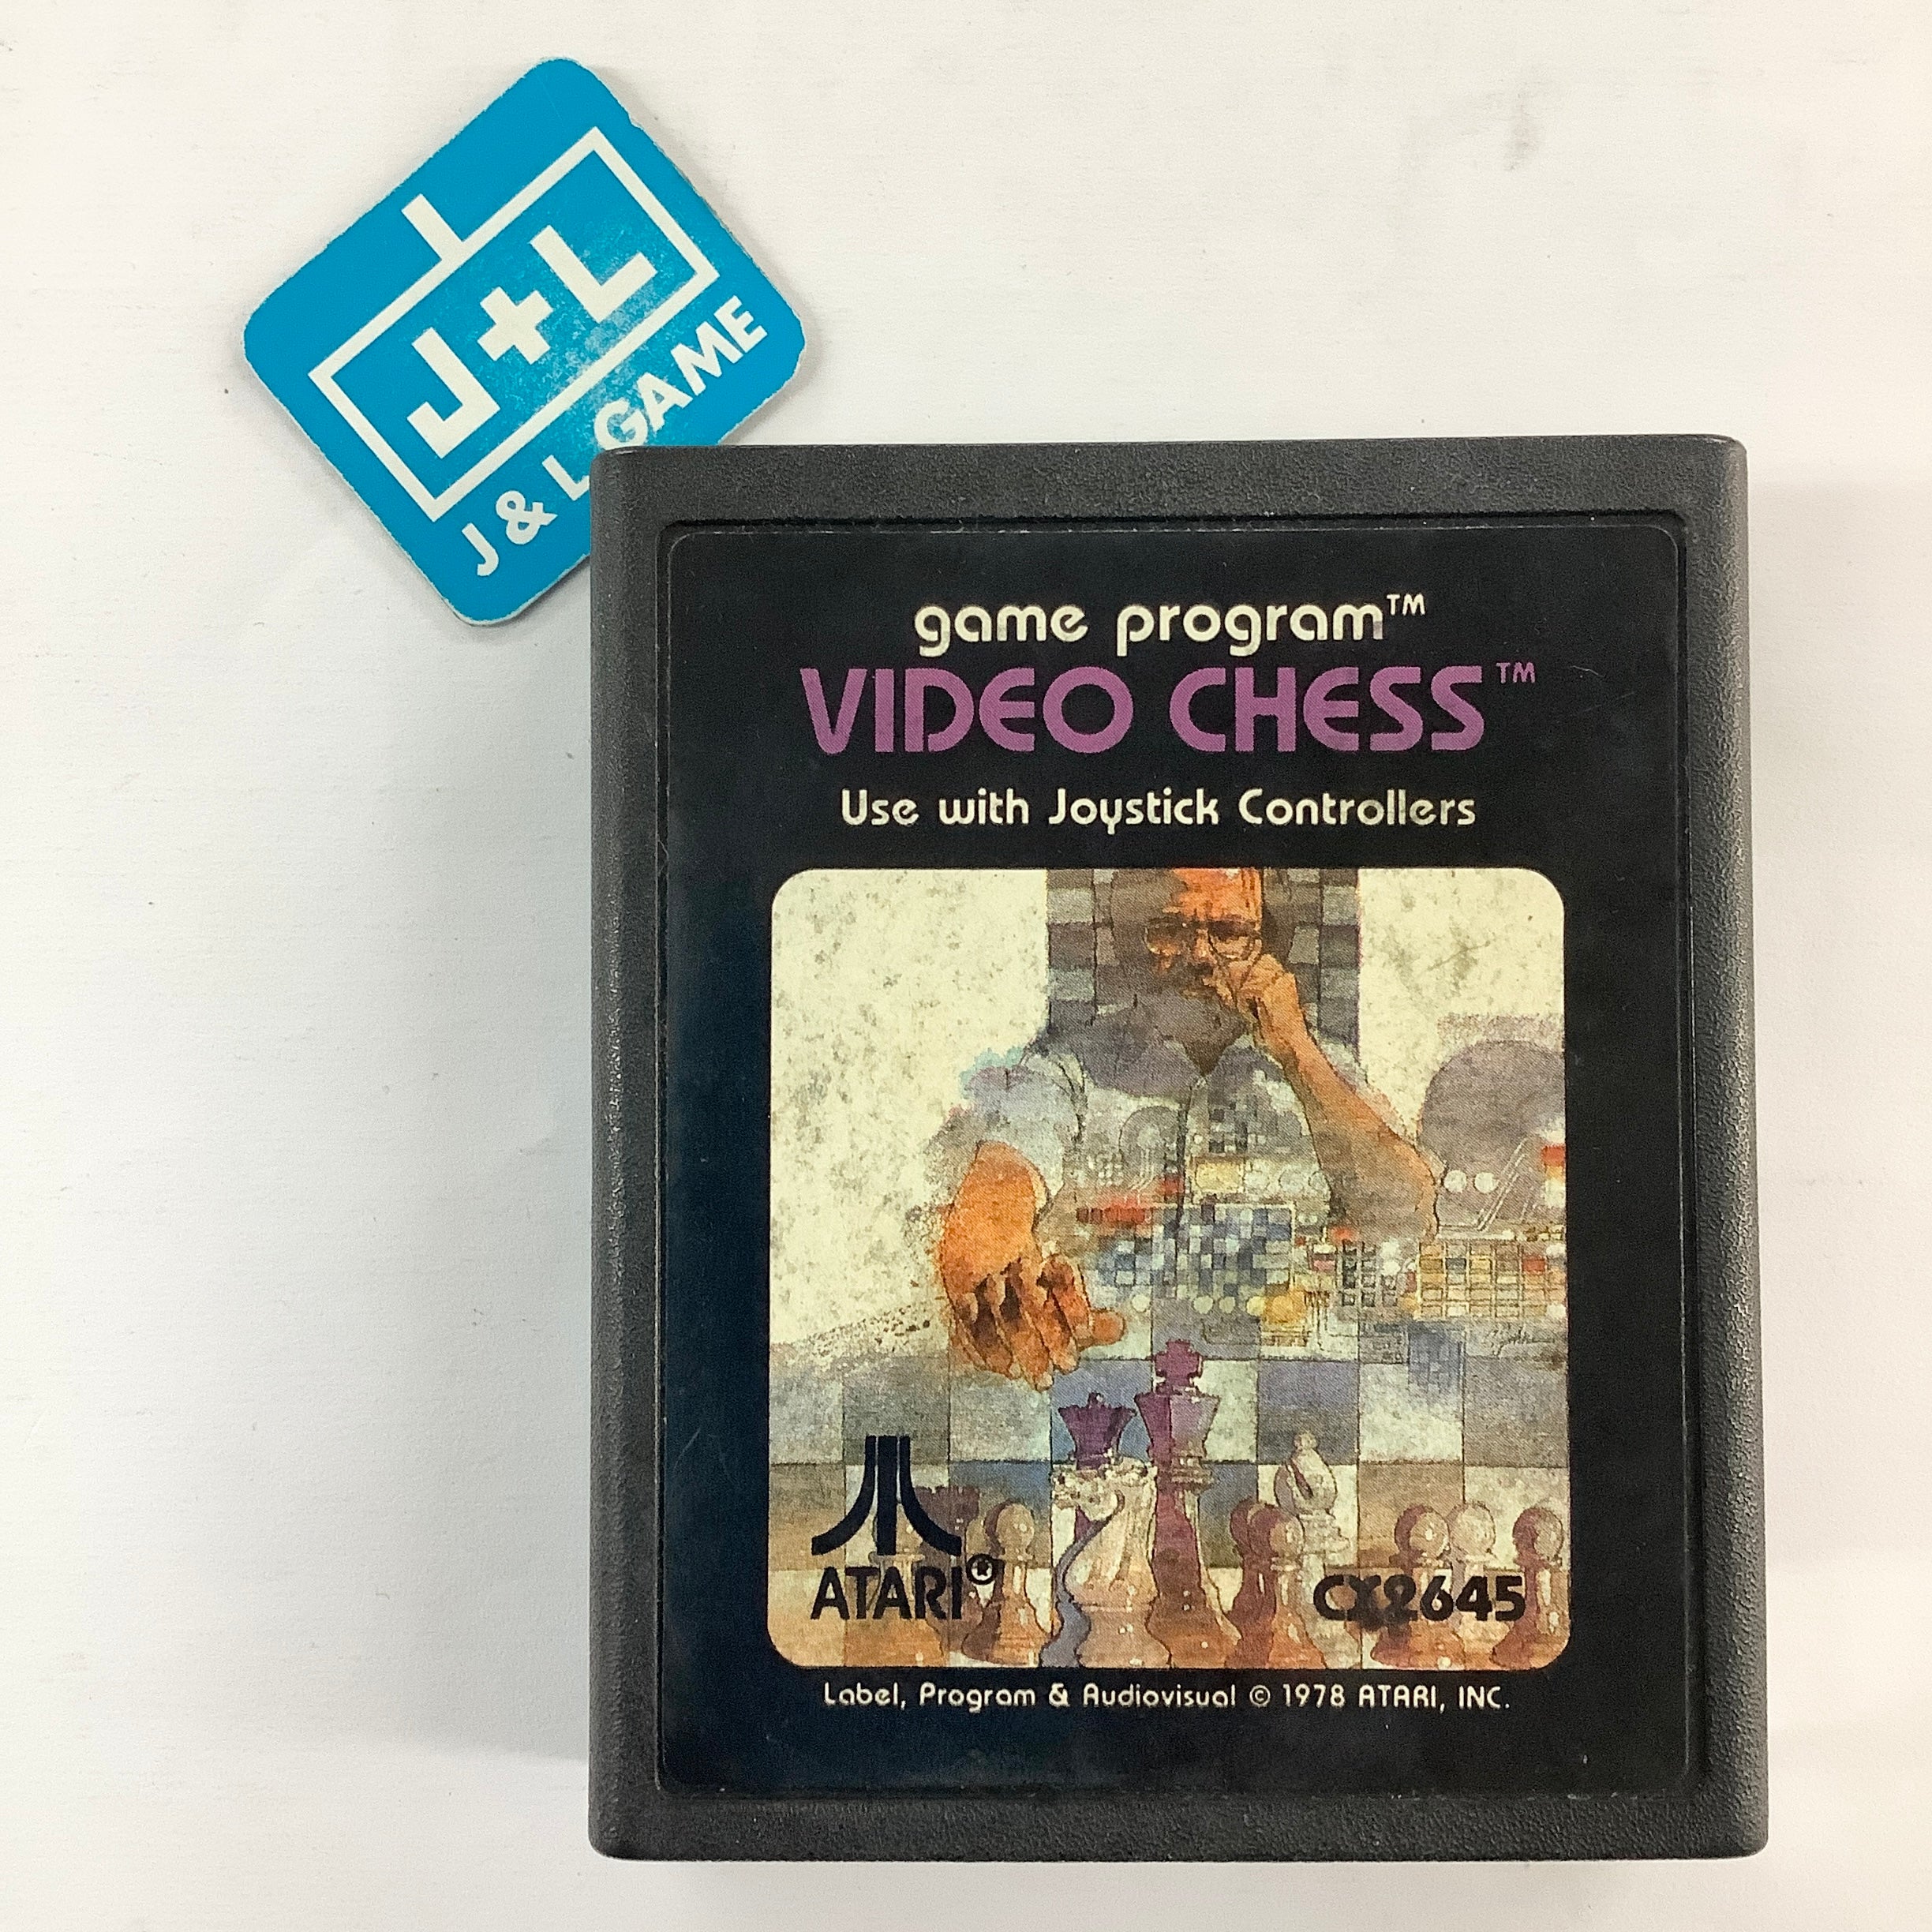 J+L
J & L GAME
game program™
VIDEO CHESS™
Use with Joystick Controllers
ATARI®
CX2645
Label, Program & Audiovisual © 1978 ATARI, INC.